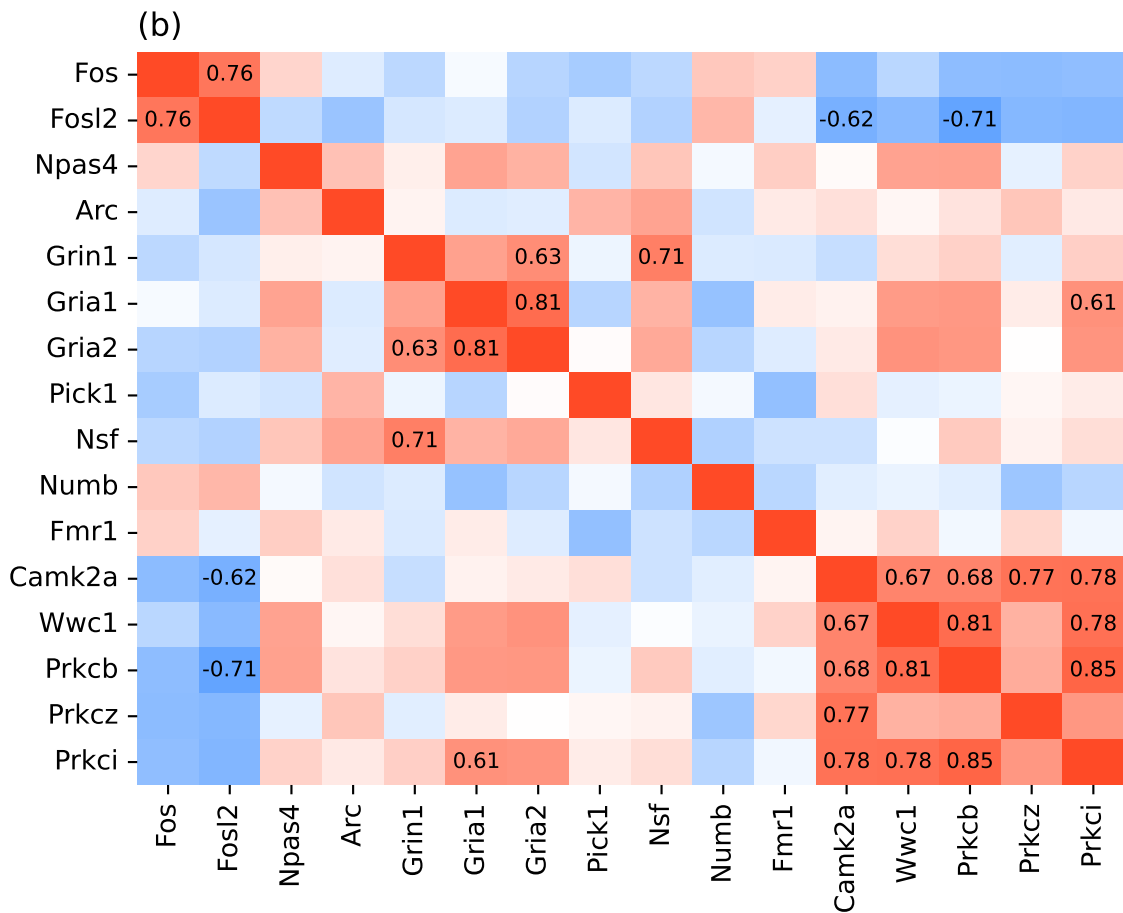 (b)
Fos 0.76
Fosl2 0.76 -0.62 -0.71
Npas4
Arc
Grin1 0.63 0.71
Gria1 0.81 0.61
Gria2 0.63 0.81
Pick1
Nsf 0.71
Numb
Fmr1
Camk2a -0.62 0.67 0.68 0.77 0.78
Wwc1 0.67 0.81 0.78
Prkcb -0.71 0.68 0.81 0.85
Prkcz 0.77
Prkci 0.61 0.78 0.78 0.85
Fos Fosl2 Npas4 Arc Grin1 Gria1 Gria2 Pick1 Nsf Numb Fmr1 Camk2a Wwc1 Prkcb Prkcz Prkci